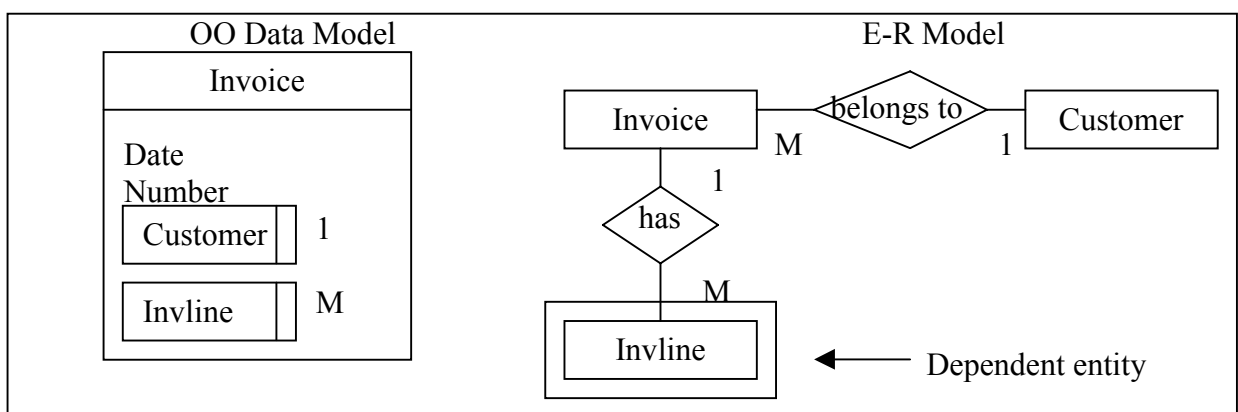 OO Data Model
Invoice
Date
Number
Customer 1
Invline M
E-R Model
Invoice
M
belongs to
1
Customer
1
has
M
Invline
Dependent entity